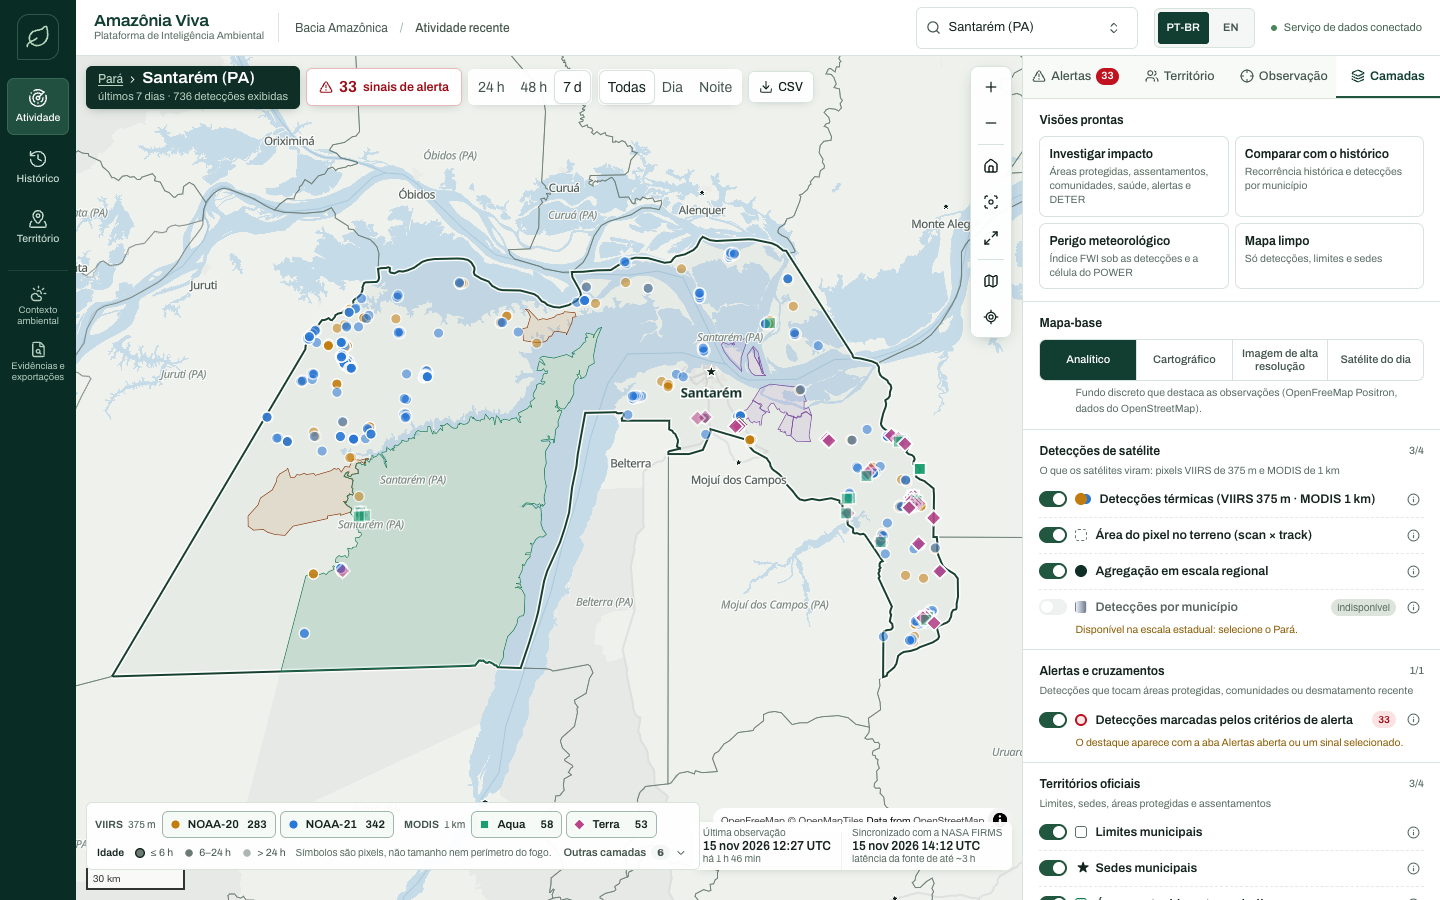 Amazônia Viva
Plataforma de Inteligência Ambiental
Bacia Amazônica / Atividade recente
Santarém (PA)
PT-BR
EN
Serviço de dados conectado
Atividade
Histórico
Território
Contexto
ambiental
Evidências e
exportações
Pará › Santarém (PA)
últimos 7 dias · 736 detecções exibidas
33 sinais de alerta
24 h
48 h
7 d
Todas
Dia
Noite
CSV
Oriximiná
Óbidos (PA)
Óbidos
Curuá
Curuá (PA)
Alenquer
Monte Aleg
ta (PA)
ta
Juruti
Juruti (PA)
Santarém (PA)
Santarém
Belterra
Mojuí dos Campos
Santarém (PA)
Santarém (PA)
Belterra (PA)
Mojuí dos Campos (PA)
Uruará
VIIRS 375 m
NOAA-20 283
NOAA-21 342
MODIS 1 km
Aqua 58
Terra 53
Idade
≤ 6 h
6–24 h
> 24 h
Símbolos são pixels, não tamanho nem perímetro do fogo.
Outras camadas 6
30 km
OpenFreeMap © OpenMapTiles Data from OpenStreetMap
Última observação
15 nov 2026 12:27 UTC
há 1 h 46 min
Sincronizado com a NASA FIRMS
15 nov 2026 14:12 UTC
latência da fonte de até ~3 h
Alertas 33
Território
Observação
Camadas
Visões prontas
Investigar impacto
Áreas protegidas, assentamentos,
comunidades, saúde, alertas e
DETER
Comparar com o histórico
Recorrência histórica e detecções
por município
Perigo meteorológico
Índice FWI sob as detecções e a
célula do POWER
Mapa limpo
Só detecções, limites e sedes
Mapa-base
Analítico
Cartográfico
Imagem de alta
resolução
Satélite do dia
Fundo discreto que destaca as observações (OpenFreeMap Positron,
dados do OpenStreetMap).
Detecções de satélite 3/4
O que os satélites viram: pixels VIIRS de 375 m e MODIS de 1 km
Detecções térmicas (VIIRS 375 m · MODIS 1 km)
Área do pixel no terreno (scan × track)
Agregação em escala regional
Detecções por município
indisponível
Disponível na escala estadual: selecione o Pará.
Alertas e cruzamentos 1/1
Detecções que tocam áreas protegidas, comunidades ou desmatamento recente
Detecções marcadas pelos critérios de alerta 33
O destaque aparece com a aba Alertas aberta ou um sinal selecionado.
Territórios oficiais 3/4
Limites, sedes, áreas protegidas e assentamentos
Limites municipais
Sedes municipais